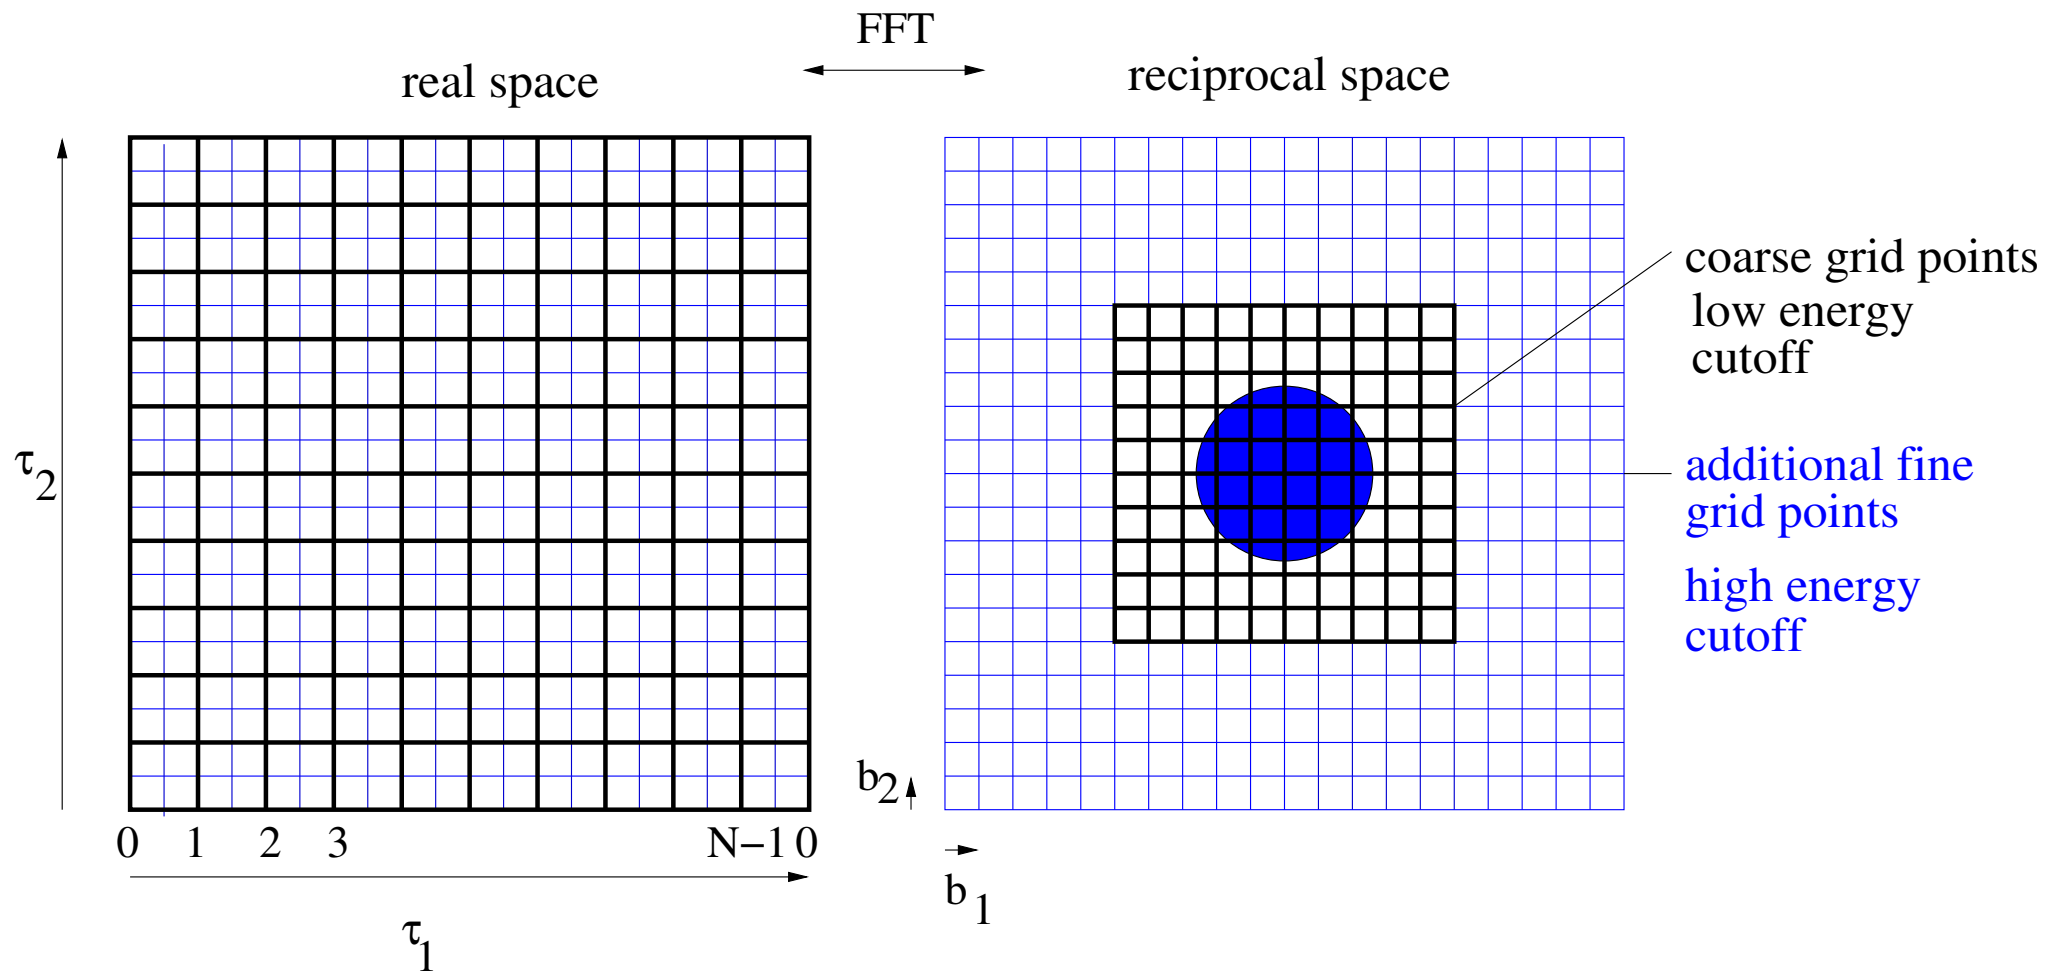 FFT
real space
reciprocal space
coarse grid points
low energy
cutoff
additional fine
grid points
high energy
cutoff
τ2
b2
0 1 2 3 N−1 0
b1
τ1